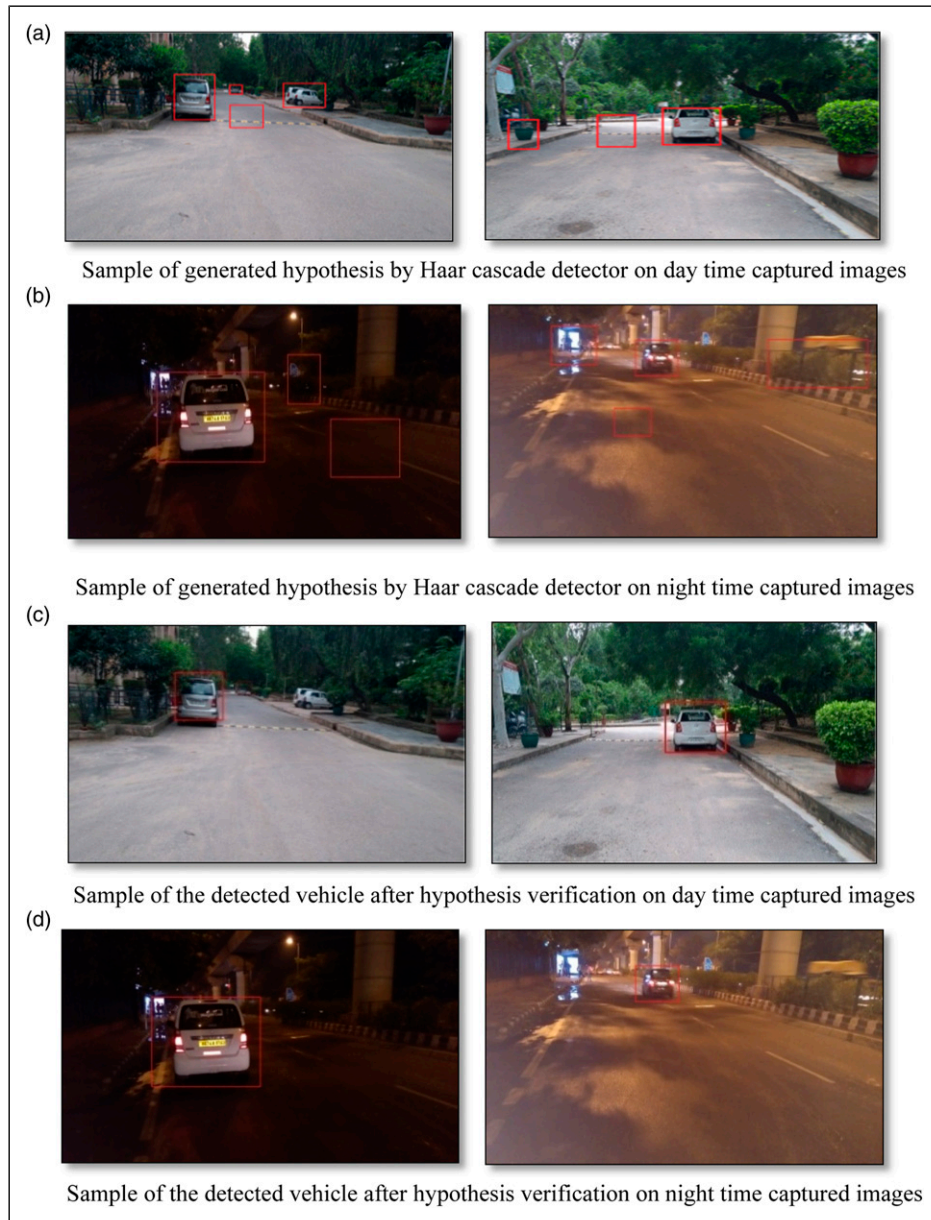 (a)
Sample of generated hypothesis by Haar cascade detector on day time captured images
(b)
Sample of generated hypothesis by Haar cascade detector on night time captured images
(c)
Sample of the detected vehicle after hypothesis verification on day time captured images
(d)
Sample of the detected vehicle after hypothesis verification on night time captured images